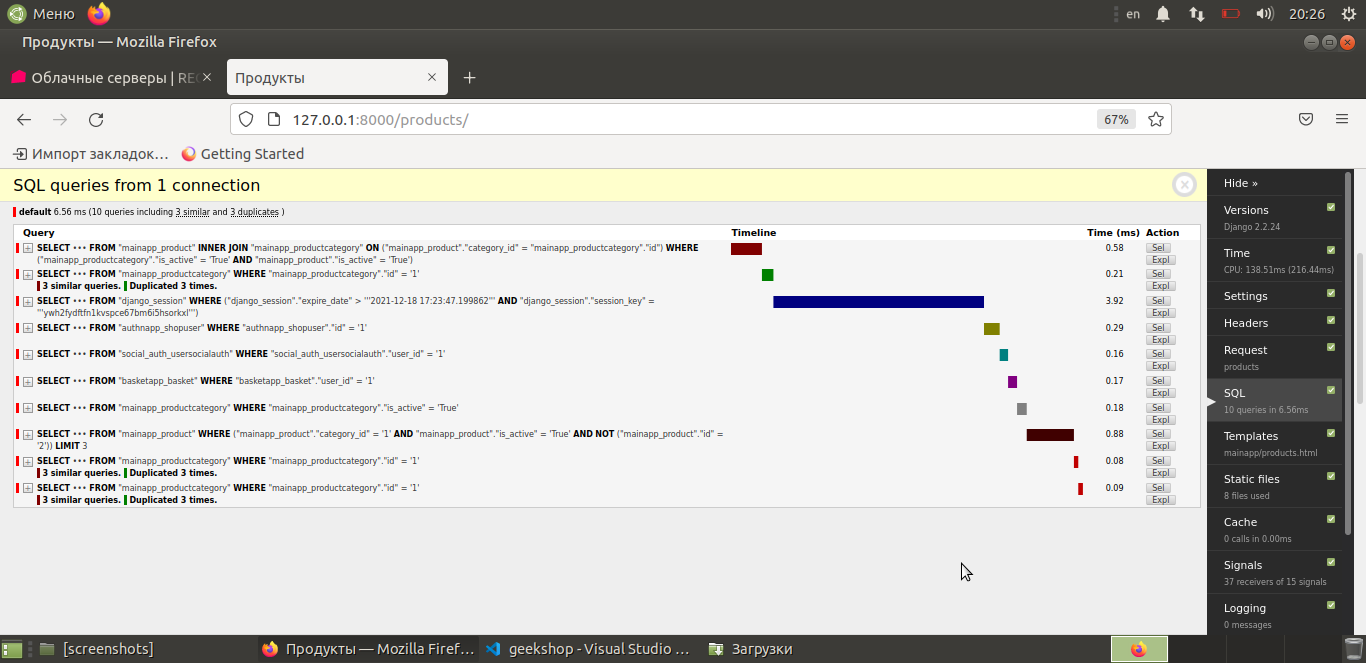 Меню
en
20:26
Продукты — Mozilla Firefox
Облачные серверы | REG
Продукты
127.0.0.1:8000/products/
67%
Импорт закладок…
Getting Started
SQL queries from 1 connection
default 6.56 ms (10 queries including 3 similar and 3 duplicates )
Query Timeline Time (ms) Action
SELECT ••• FROM "mainapp_product" INNER JOIN "mainapp_productcategory" ON ("mainapp_product"."category_id" = "mainapp_productcategory"."id") WHERE 0.58 Sel
("mainapp_productcategory"."is_active" = 'True' AND "mainapp_product"."is_active" = 'True') Expl
SELECT ••• FROM "mainapp_productcategory" WHERE "mainapp_productcategory"."id" = '1' 0.21 Sel
3 similar queries. Duplicated 3 times. Expl
SELECT ••• FROM "django_session" WHERE ("django_session"."expire_date" > '''2021-12-18 17:23:47.199862''' AND "django_session"."session_key" = 3.92 Sel
'''ywh2fydftfn1kvspce67bm6i5hsorkxl''') Expl
SELECT ••• FROM "authnapp_shopuser" WHERE "authnapp_shopuser"."id" = '1' 0.29 Sel
Expl
SELECT ••• FROM "social_auth_usersocialauth" WHERE "social_auth_usersocialauth"."user_id" = '1' 0.16 Sel
Expl
SELECT ••• FROM "basketapp_basket" WHERE "basketapp_basket"."user_id" = '1' 0.17 Sel
Expl
SELECT ••• FROM "mainapp_productcategory" WHERE "mainapp_productcategory"."is_active" = 'True' 0.18 Sel
Expl
SELECT ••• FROM "mainapp_product" WHERE ("mainapp_product"."category_id" = '1' AND "mainapp_product"."is_active" = 'True' AND NOT ("mainapp_product"."id" = 0.88 Sel
'2')) LIMIT 3 Expl
SELECT ••• FROM "mainapp_productcategory" WHERE "mainapp_productcategory"."id" = '1' 0.08 Sel
3 similar queries. Duplicated 3 times. Expl
SELECT ••• FROM "mainapp_productcategory" WHERE "mainapp_productcategory"."id" = '1' 0.09 Sel
3 similar queries. Duplicated 3 times. Expl
Hide »
Versions
Django 2.2.24
Time
CPU: 138.51ms (216.44ms)
Settings
Headers
Request
products
SQL
10 queries in 6.56ms
Templates
mainapp/products.html
Static files
8 files used
Cache
0 calls in 0.00ms
Signals
37 receivers of 15 signals
Logging
0 messages
[screenshots]
Продукты — Mozilla Firef…
geekshop - Visual Studio …
Загрузки